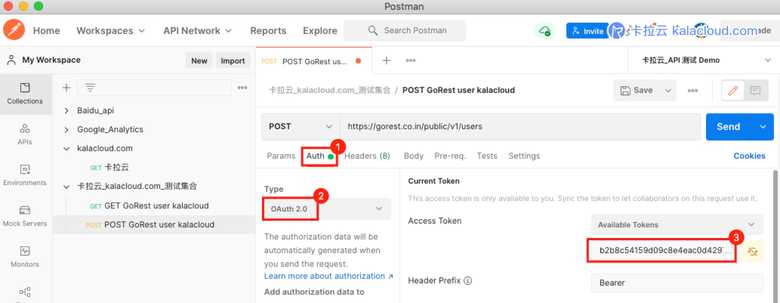 Postman
Home Workspaces API Network Reports Explore Search Postman Invite 卡拉云 kalacloud.com
My Workspace New Import POST POST GoRest user kalacloud 卡拉云_API 测试 Demo
Collections
APIs
Environments
Mock Servers
Monitors
Baidu_api
Google_Analytics
kalacloud.com
GET 卡拉云
卡拉云_kalacloud.com_测试集合
GET GET GoRest user kalacloud
POST POST GoRest user kalacloud
卡拉云_kalacloud.com_测试集合 / POST GoRest user kalacloud Save
POST https://gorest.co.in/public/v1/users Send
1
Params Auth Headers (8) Body Pre-req. Tests Settings Cookies
Type
2
OAuth 2.0
The authorization data will be
automatically generated when
you send the request.
Learn more about authorization
Add authorization data to
Current Token
This access token is only available to you. Sync the token to let collaborators on this request use it.
Access Token Available Tokens
3
b2b8c54159d09c8e4eac0d429
Header Prefix Bearer